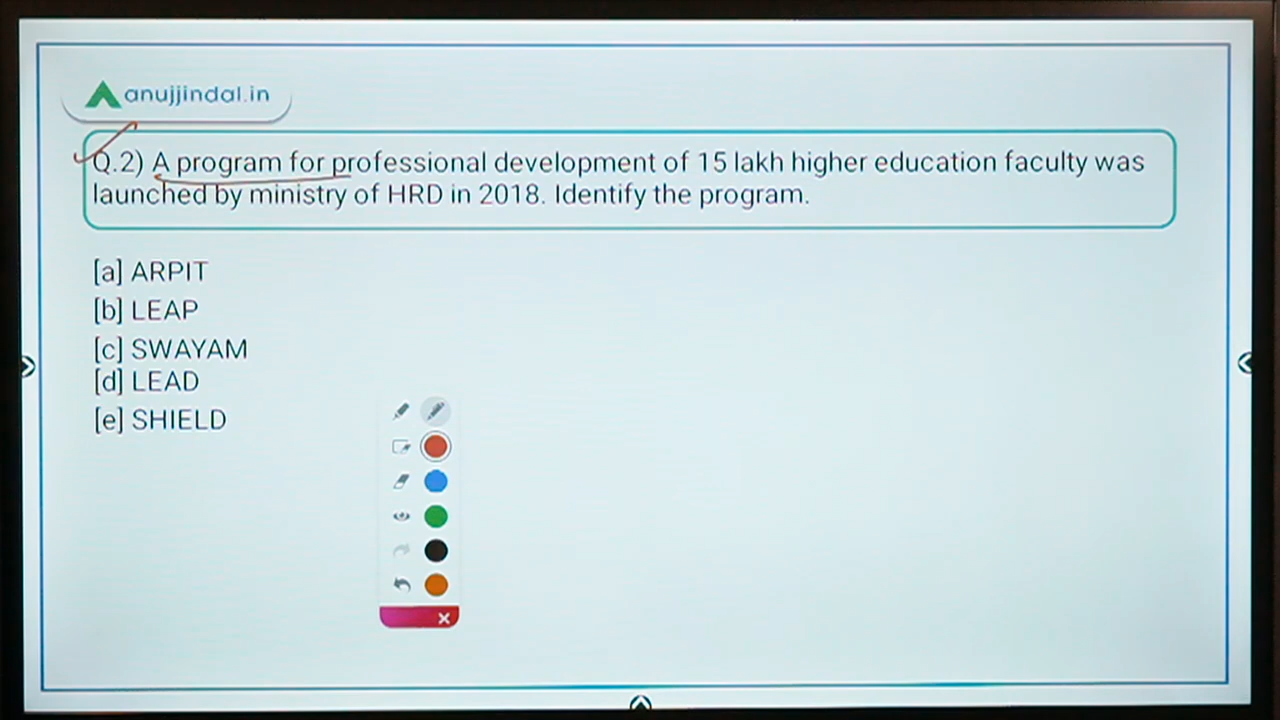 anujjindal.in
Q.2) A program for professional development of 15 lakh higher education faculty was
launched by ministry of HRD in 2018. Identify the program.
[a] ARPIT
[b] LEAP
[c] SWAYAM
[d] LEAD
[e] SHIELD